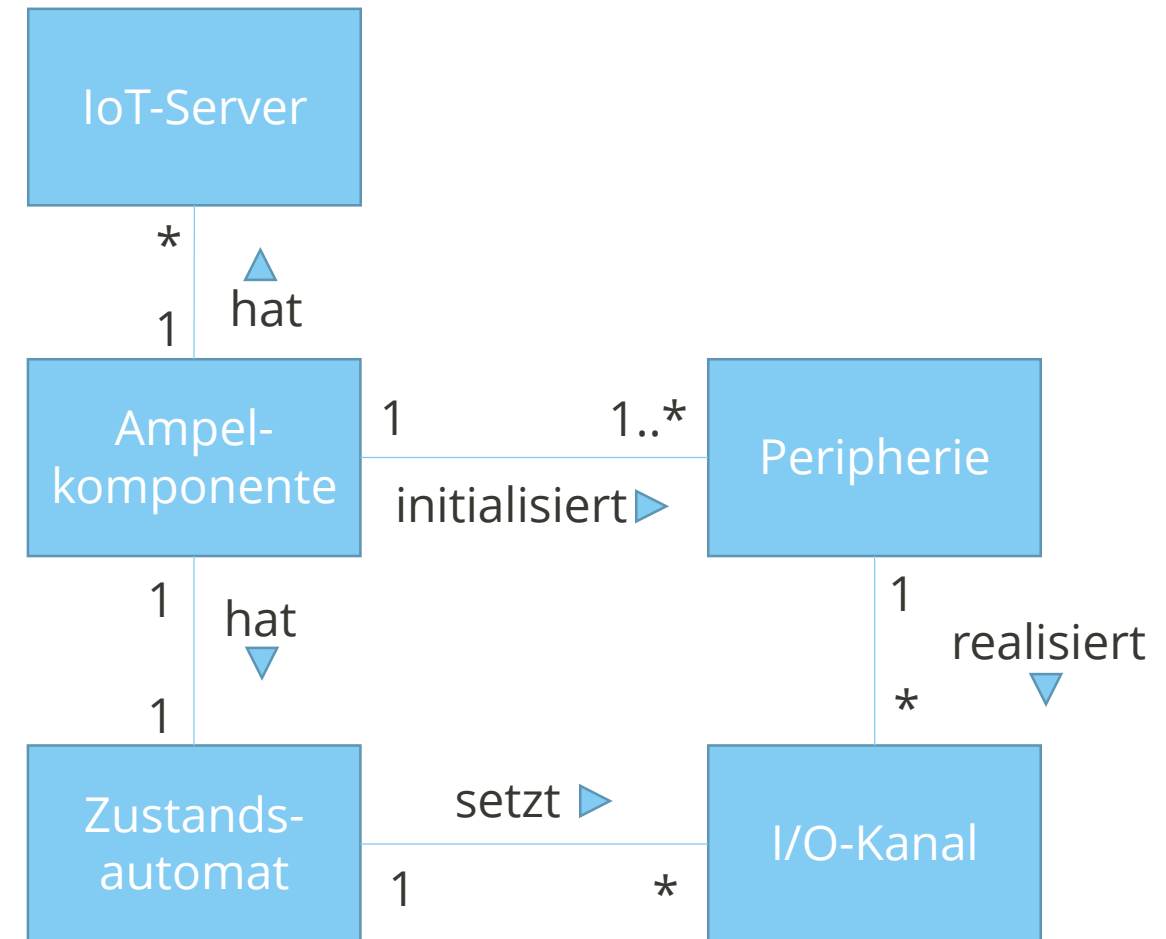 IoT-Server
*
hat
1
Ampel-
komponente
1
1..*
initialisiert
Peripherie
1
hat
1
1
realisiert
*
Zustands-
automat
setzt
1
*
I/O-Kanal